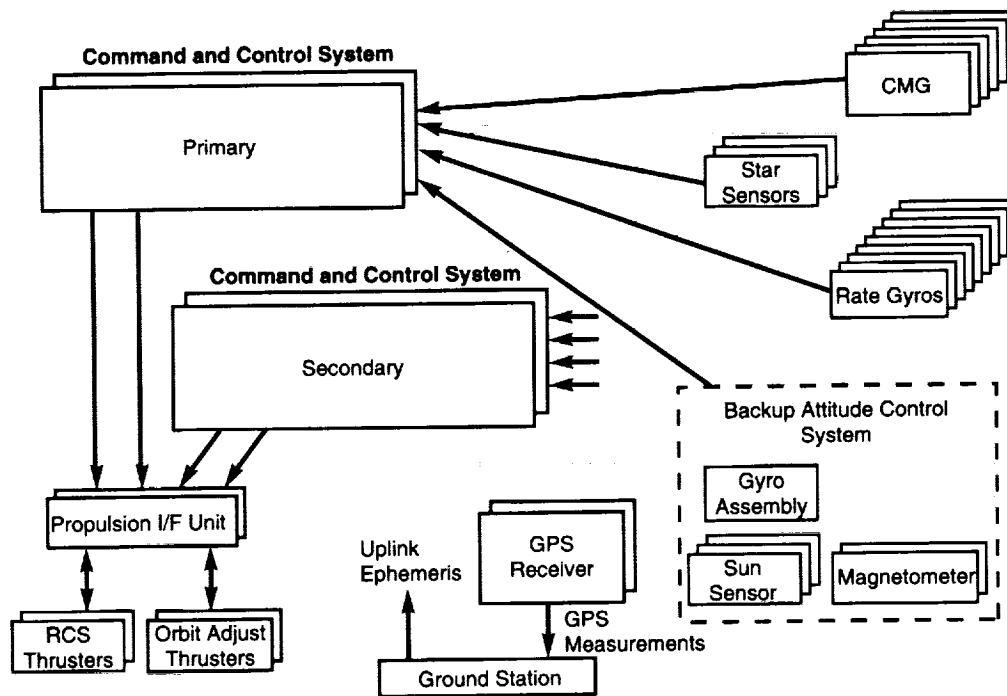 Command and Control System
Primary
CMG
Star
Sensors
Rate Gyros
Command and Control System
Secondary
Backup Attitude Control
System
Gyro
Assembly
Sun
Sensor
Magnetometer
Propulsion I/F Unit
RCS
Thrusters
Orbit Adjust
Thrusters
Uplink
Ephemeris
GPS
Receiver
GPS
Measurements
Ground Station